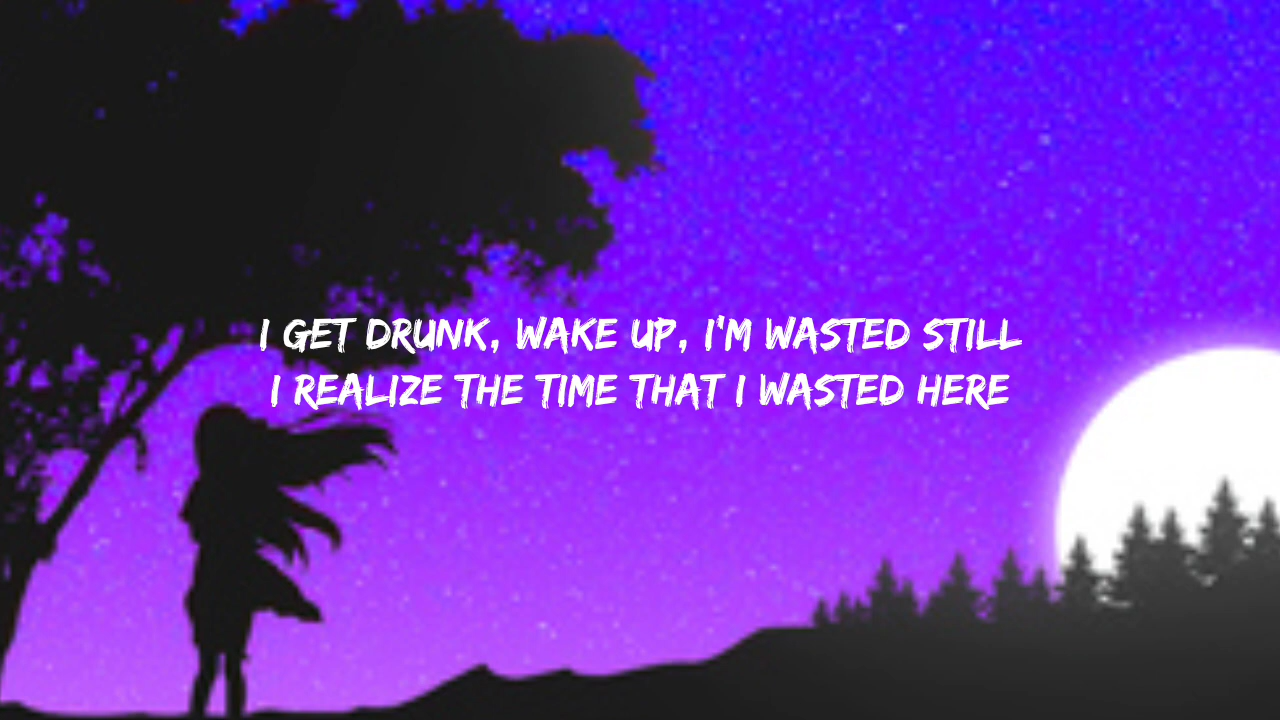 I GET DRUNK, WAKE UP, I'M WASTED STILL
I REALIZE THE TIME THAT I WASTED HERE